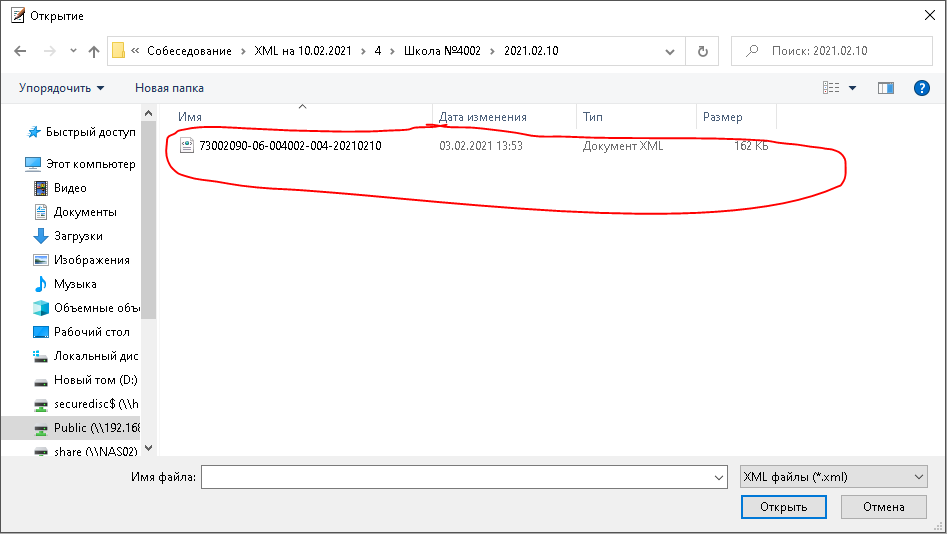 Открытие
« Собеседование > XML на 10.02.2021 > 4 > Школа №4002 > 2021.02.10
Поиск: 2021.02.10
Упорядочить Новая папка
Имя Дата изменения Тип Размер
73002090-06-004002-004-20210210 03.02.2021 13:53 Документ XML 162 КБ
Быстрый доступ
Этот компьютер
Видео
Документы
Загрузки
Изображения
Музыка
Объемные объ
Рабочий стол
Локальный дис
Новый том (D:)
securedisc$ (\\h
Public (\\192.168
share (\\NAS02)
Имя файла: XML файлы (*.xml)
Открыть Отмена